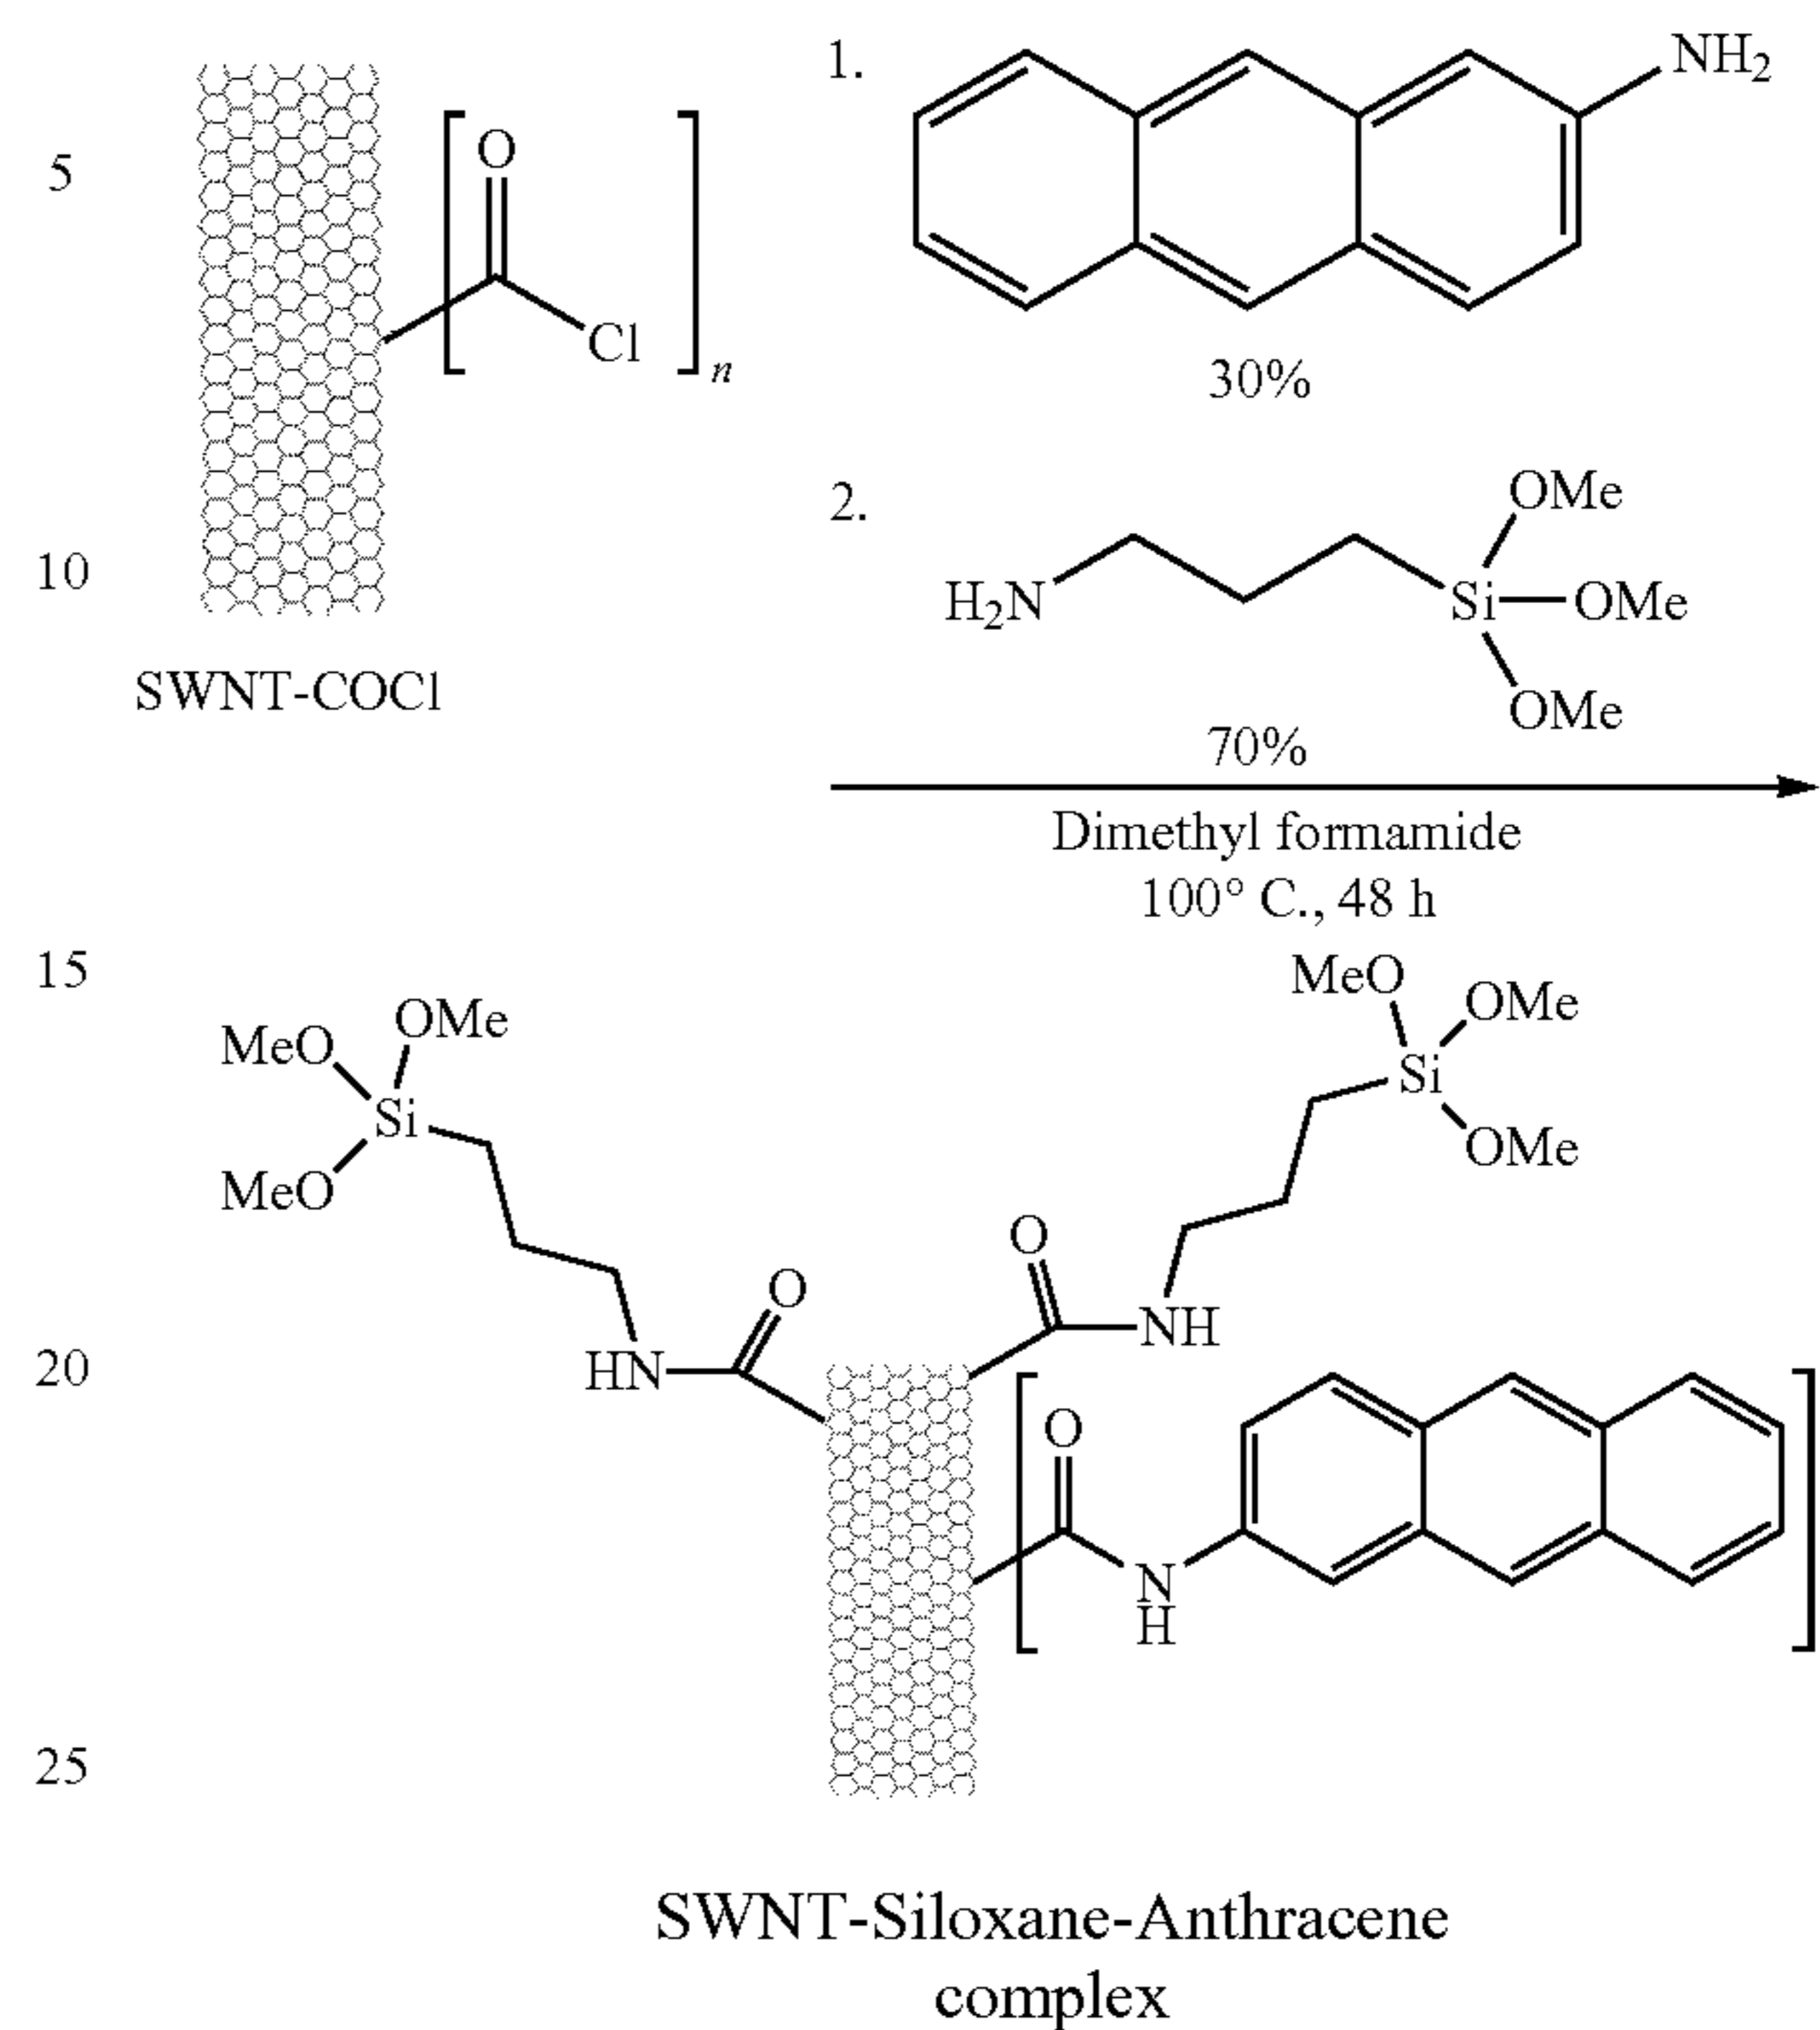 1.
NH2
5
O
Cl
n
30%
2.
OMe
10
H2N
Si
OMe
OMe
SWNT-COCl
70%
Dimethyl formamide
100° C., 48 h
15
MeO
OMe
OMe
MeO
Si
Si
OMe
MeO
O
O
NH
20
HN
O
N
H
25
SWNT-Siloxane-Anthracene
complex